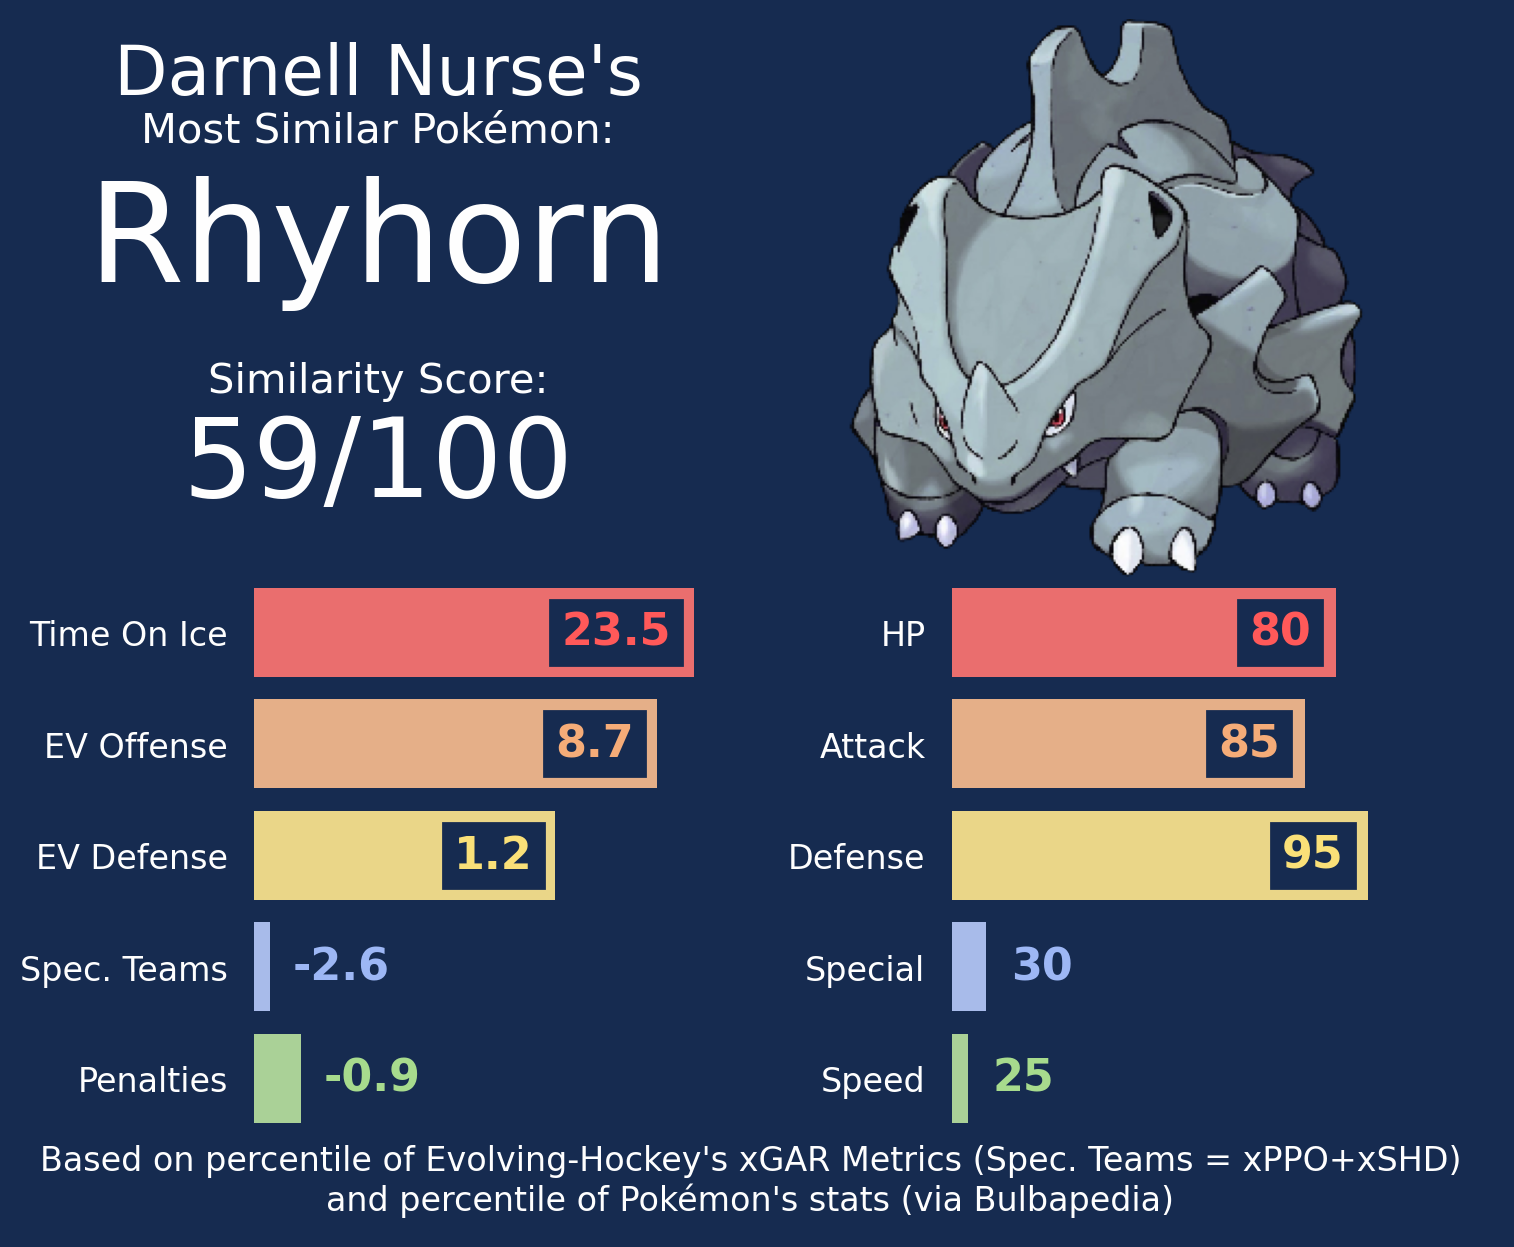 Darnell Nurse's
Most Similar Pokémon:
Rhyhorn
Similarity Score:
59/100
Time On Ice 23.5
EV Offense 8.7
EV Defense 1.2
Spec. Teams -2.6
Penalties -0.9
HP 80
Attack 85
Defense 95
Special 30
Speed 25
Based on percentile of Evolving-Hockey's xGAR Metrics (Spec. Teams = xPPO+xSHD)
and percentile of Pokémon's stats (via Bulbapedia)